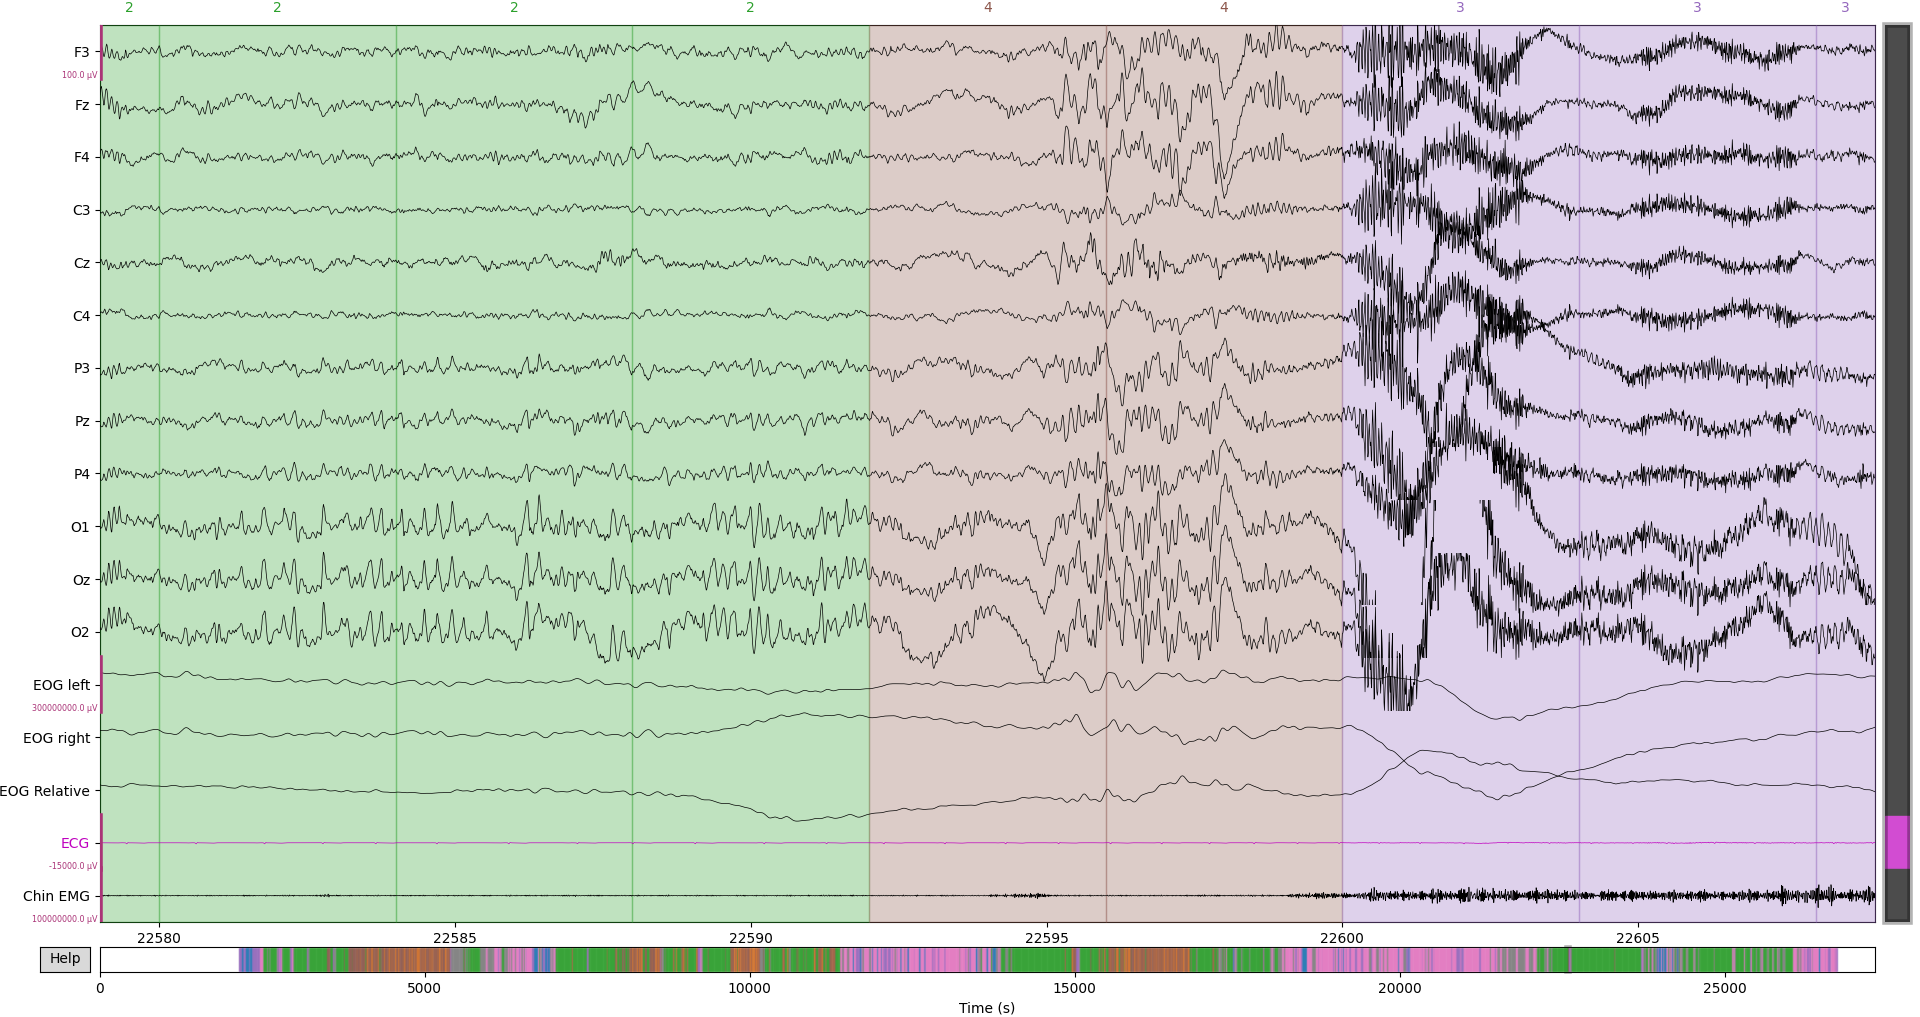 2 2 2 2 4 4 3 3 3
F3
100.0 µV
Fz
F4
C3
Cz
C4
P3
Pz
P4
O1
Oz
O2
EOG left
300000000.0 µV
EOG right
EOG Relative
ECG
-15000.0 µV
Chin EMG
100000000.0 µV
22580 22585 22590 22595 22600 22605
Help
0 5000 10000 15000 20000 25000
Time (s)